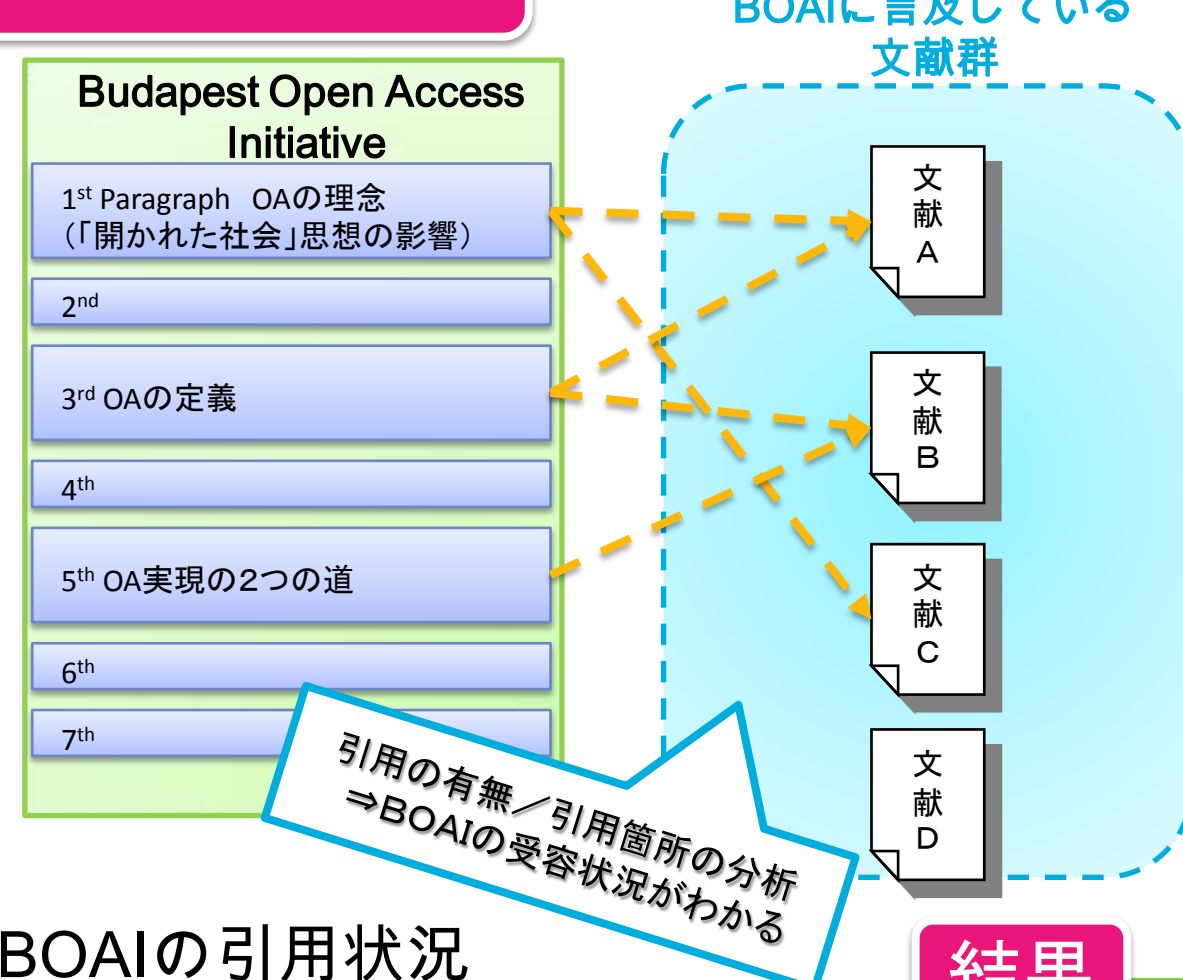 BOAIに言及している
文献群
Budapest Open Access
Initiative
1st Paragraph　OAの理念
（「開かれた社会」思想の影響）
2nd
3rd OAの定義
4th
5th OA実現の２つの道
6th
7th
文献A
文献B
文献C
文献D
引用の有無／引用箇所の分析
⇒BOAIの受容状況がわかる
BOAIの引用状況
結果